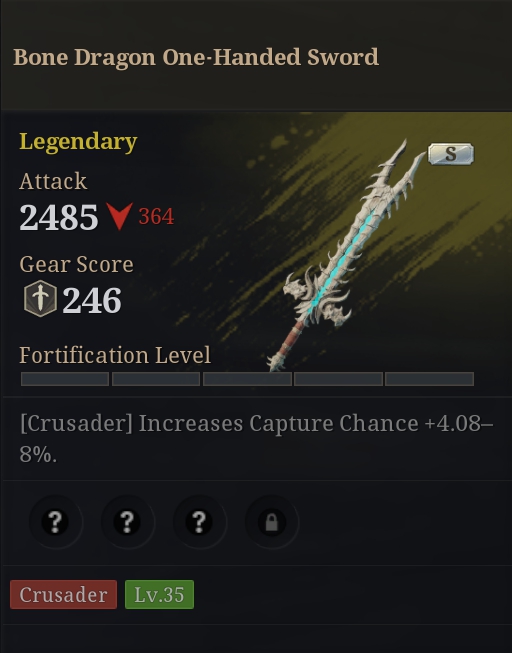 Bone Dragon One-Handed Sword
Legendary
S
Attack
2485 364
Gear Score
246
Fortification Level
[Crusader] Increases Capture Chance +4.08–
8%.
? ? ?
Crusader Lv.35